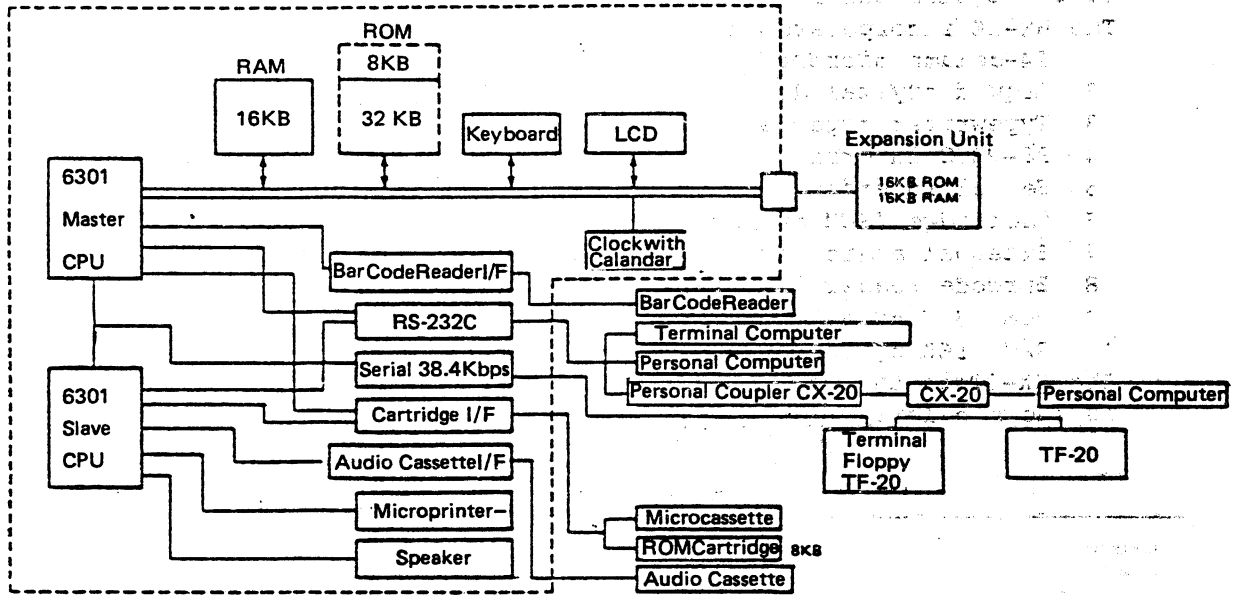 ROM
8KB
32 KB
RAM
16KB
Keyboard
LCD
Expansion Unit
16KB ROM
16KB RAM
6301
Master
CPU
Clockwith
Calandar
BarCodeReaderI/F
BarCodeReader
RS-232C
Terminal Computer
Personal Computer
Serial 38.4Kbps
Personal Coupler CX-20
CX-20
Personal Computer
6301
Slave
CPU
Cartridge I/F
Terminal
Floppy
TF-20
TF-20
Audio CassetteI/F
Microprinter
Microcassette
ROMCartridge 8KB
Speaker
Audio Cassette